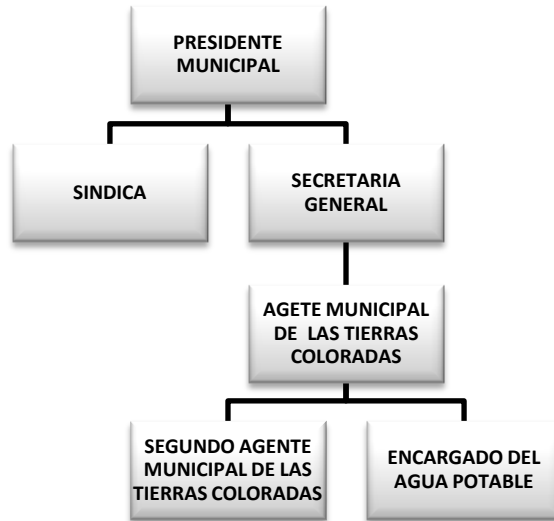 PRESIDENTE
MUNICIPAL
SINDICA
SECRETARIA
GENERAL
AGETE MUNICIPAL
DE LAS TIERRAS
COLORADAS
SEGUNDO AGENTE
MUNICIPAL DE LAS
TIERRAS COLORADAS
ENCARGADO DEL
AGUA POTABLE